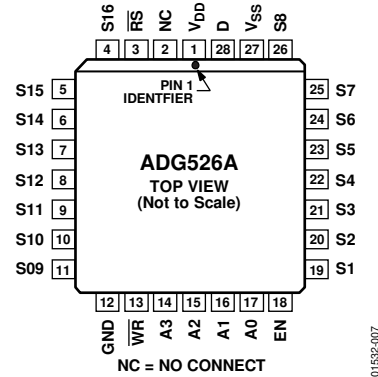 S16 R̅S̅ NC VDD D VSS S8
4 3 2 1 28 27 26
PIN 1
IDENTFIER
S15 5 25 S7
S14 6 24 S6
S13 7 23 S5
S12 8 22 S4
S11 9 21 S3
S10 10 20 S2
S09 11 19 S1
ADG526A
TOP VIEW
(Not to Scale)
12 13 14 15 16 17 18
GND W̅R̅ A3 A2 A1 A0 EN
NC = NO CONNECT
01532-007